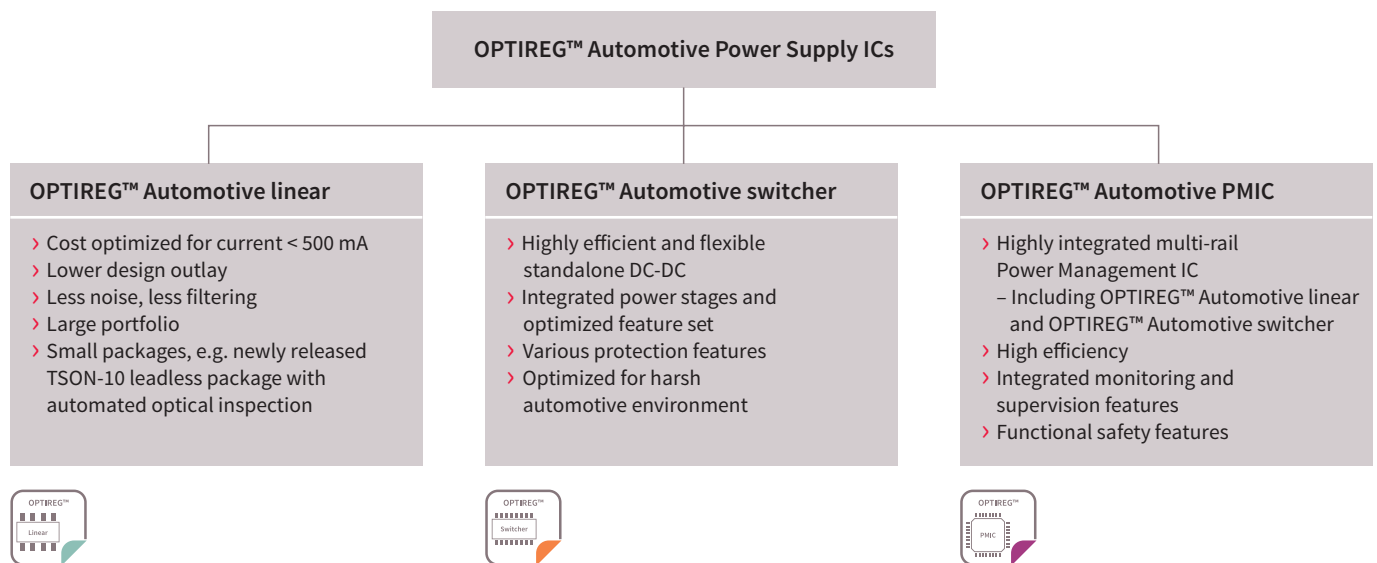 OPTIREG™ Automotive Power Supply ICs
OPTIREG™ Automotive linear
› Cost optimized for current < 500 mA
› Lower design outlay
› Less noise, less filtering
› Large portfolio
› Small packages, e.g. newly released
TSON-10 leadless package with
automated optical inspection
OPTIREG™
Linear
OPTIREG™ Automotive switcher
› Highly efficient and flexible
standalone DC-DC
› Integrated power stages and
optimized feature set
› Various protection features
› Optimized for harsh
automotive environment
OPTIREG™
Switcher
OPTIREG™ Automotive PMIC
› Highly integrated multi-rail
Power Management IC
– Including OPTIREG™ Automotive linear
and OPTIREG™ Automotive switcher
› High efficiency
› Integrated monitoring and
supervision features
› Functional safety features
OPTIREG™
PMIC